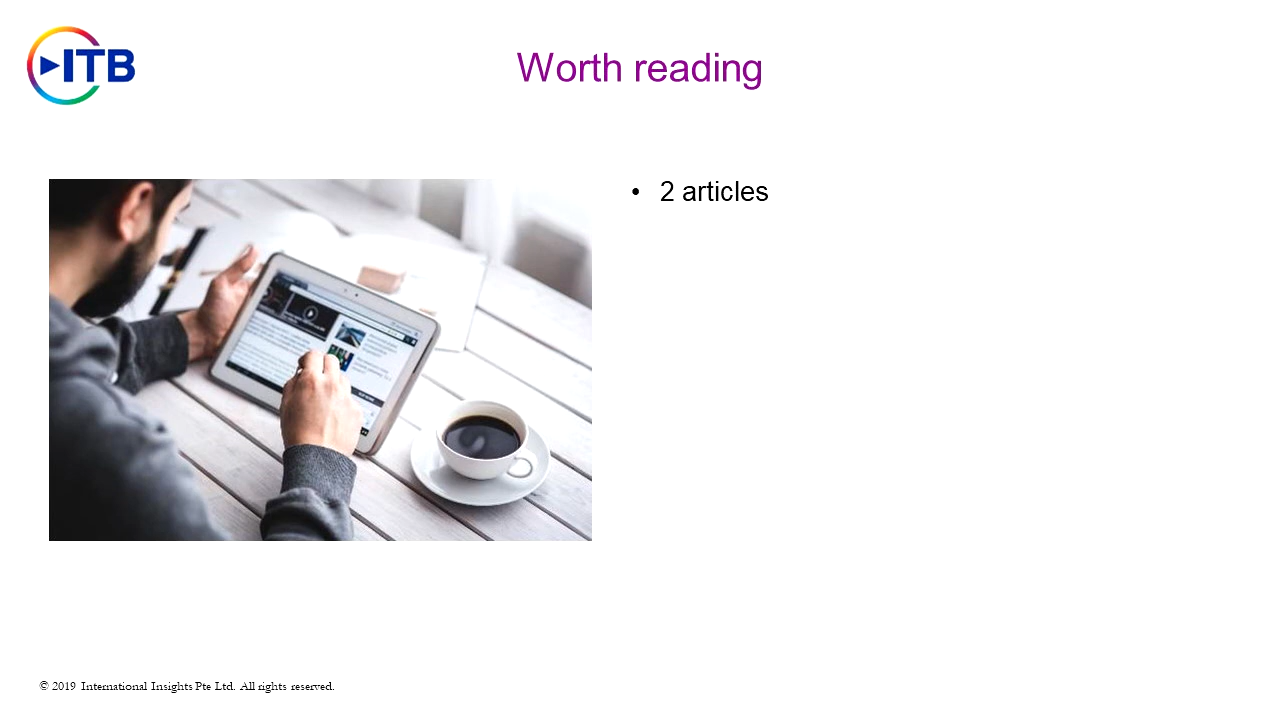 ITB
Worth reading
• 2 articles
© 2019 International Insights Pte Ltd. All rights reserved.